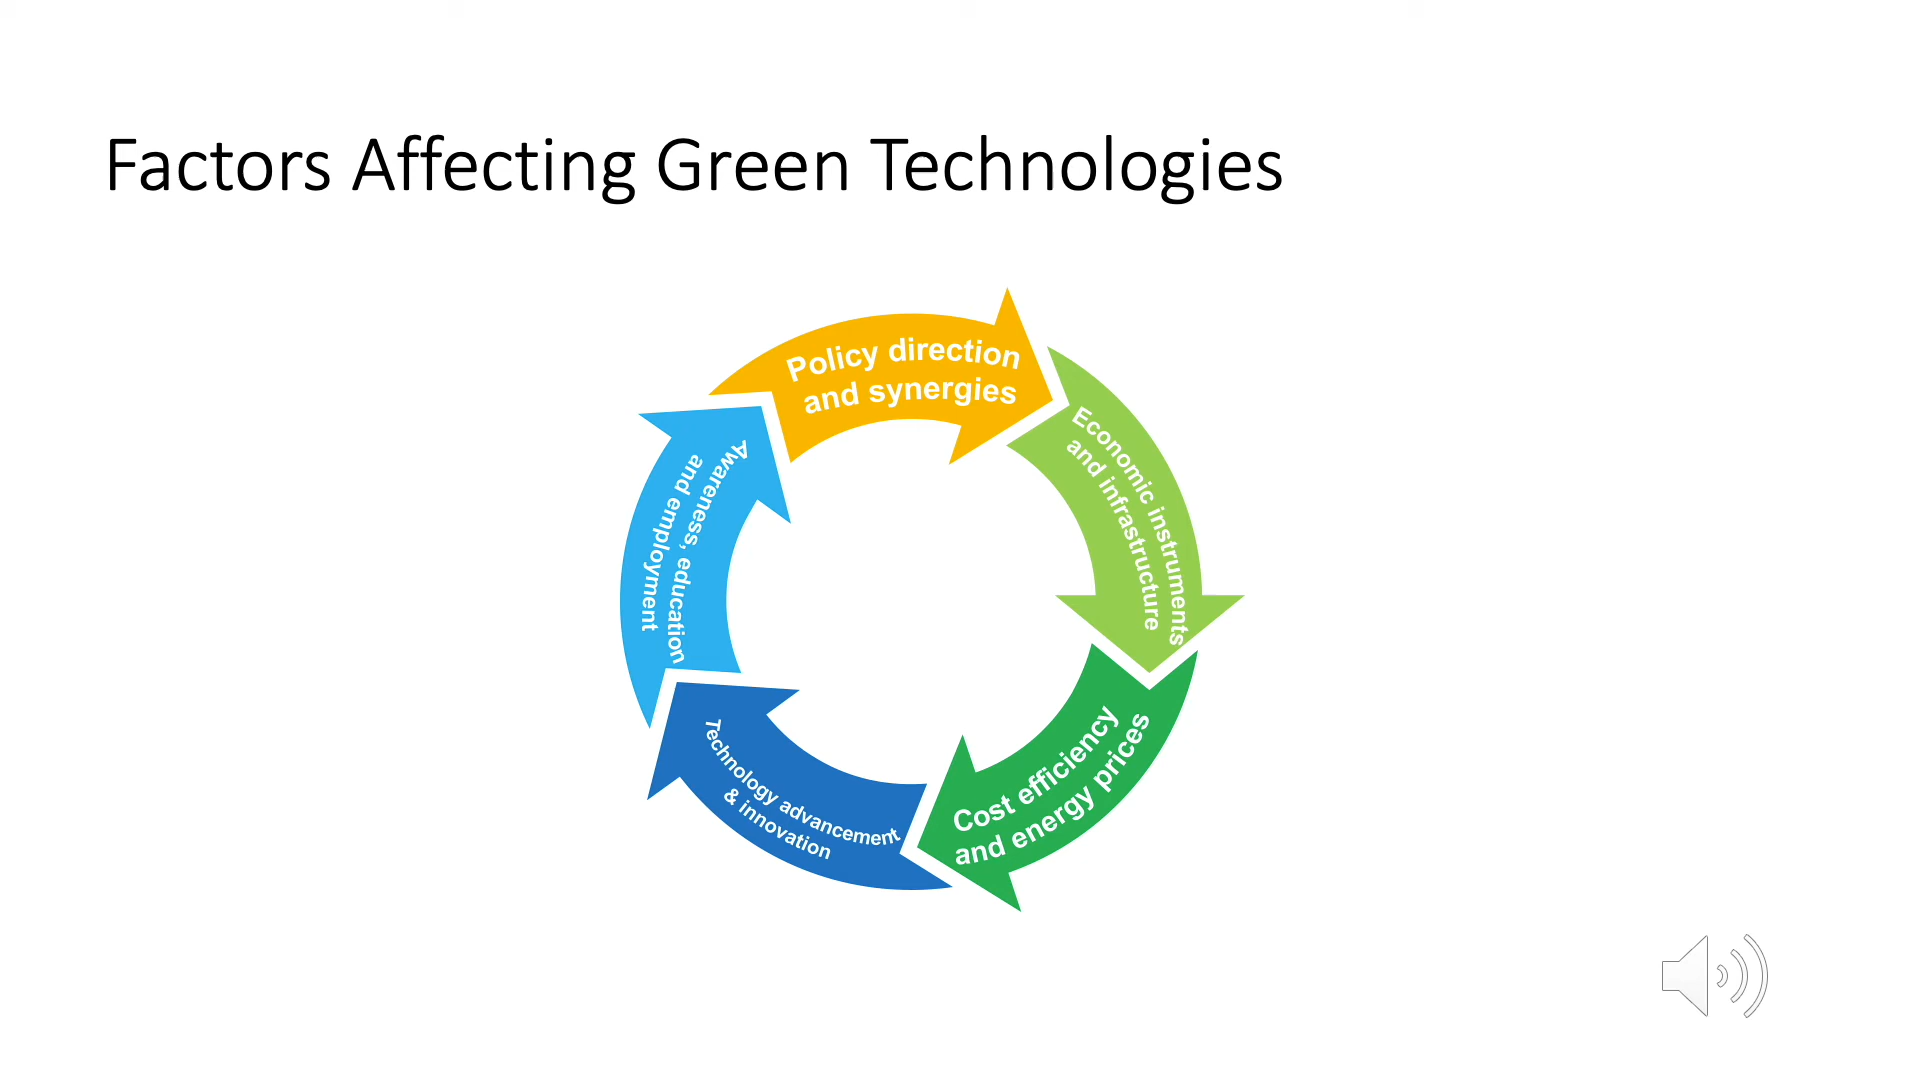 Factors Affecting Green Technologies
Policy direction
and synergies
Economic instruments
and infrastructure
Cost efficiency
and energy prices
Technology advancement
& innovation
Awareness, education
and employment